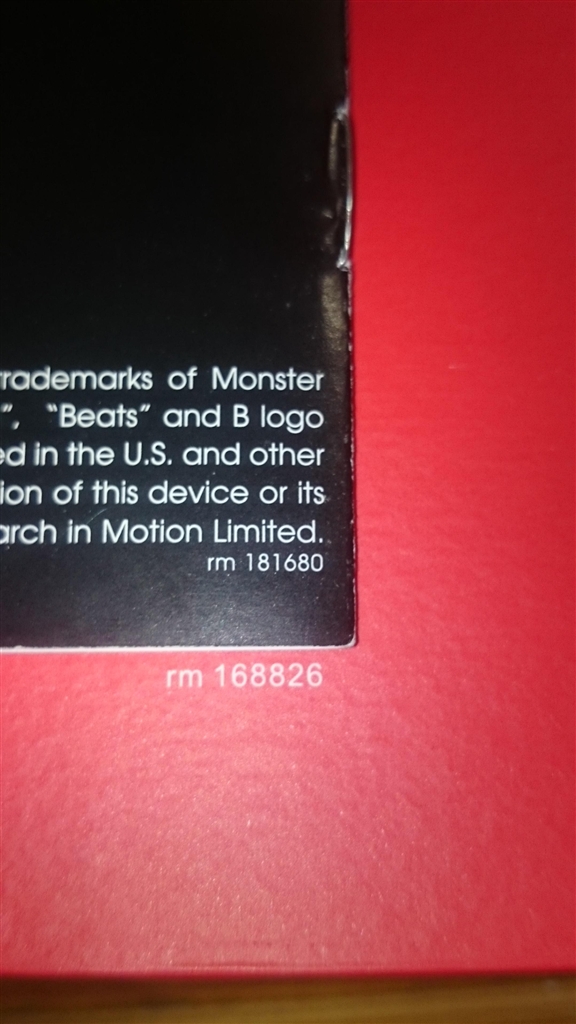 trademarks of Monster
”, “Beats” and B logo
ed in the U.S. and other
ion of this device or its
arch in Motion Limited.
rm 181680
rm 168826